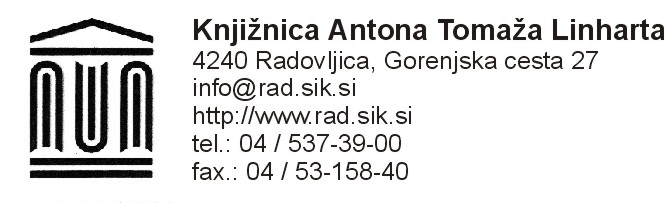 Knjižnica Antona Tomaža Linharta
4240 Radovljica, Gorenjska cesta 27
info@rad.sik.si
http://www.rad.sik.si
tel.: 04 / 537-39-00
fax.: 04 / 53-158-40